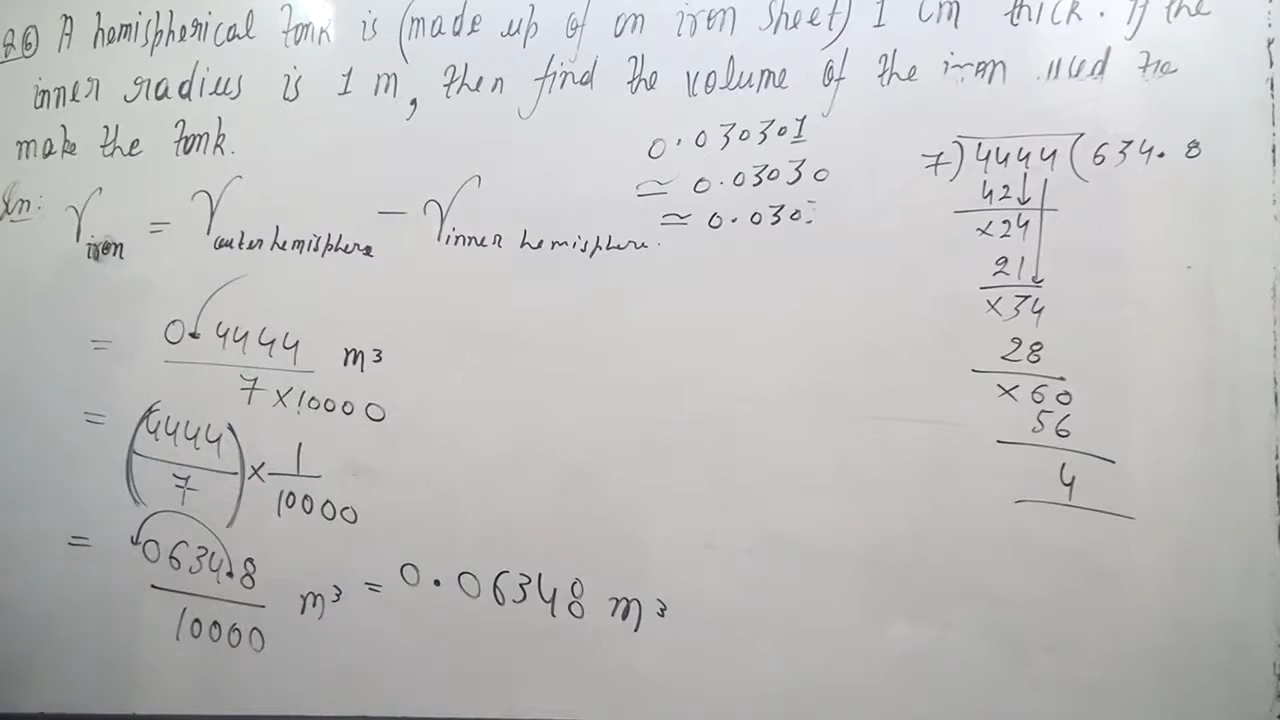 26 A hemispherical Tank is (made up of an iron sheet) 1 cm thick. If the
inner radius is 1 m, then find the volume of the iron used to
make the tank.
Sn: V iron = V outer hemisphere - V inner hemisphere.
0.030301
≃ 0.03030
≃ 0.030
= 0.4444 / 7×10000 m³
= (4444/7) × 1/10000
= 0634.8 / 10000 m³ = 0.06348 m³
7)4444(634.8
42↓
×24
21↓
×34
28
×60
56
4